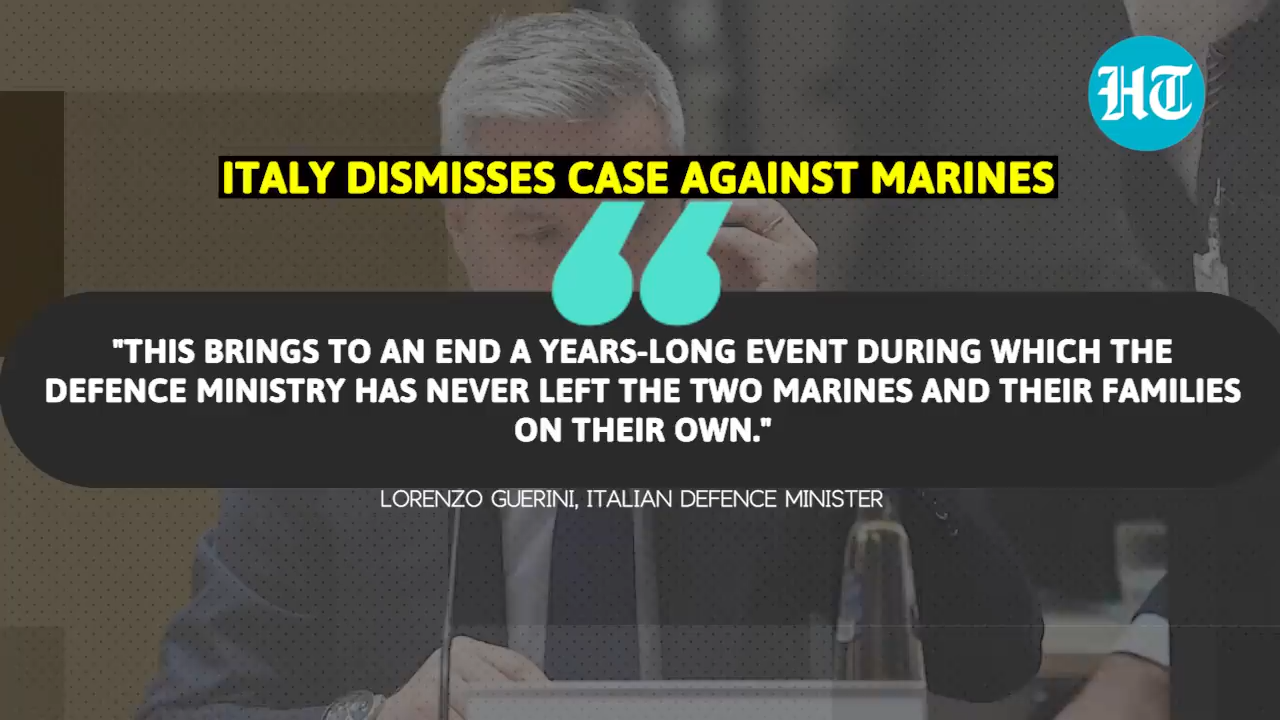 HT
ITALY DISMISSES CASE AGAINST MARINES
"THIS BRINGS TO AN END A YEARS-LONG EVENT DURING WHICH THE
DEFENCE MINISTRY HAS NEVER LEFT THE TWO MARINES AND THEIR FAMILIES
ON THEIR OWN."
LORENZO GUERINI, ITALIAN DEFENCE MINISTER